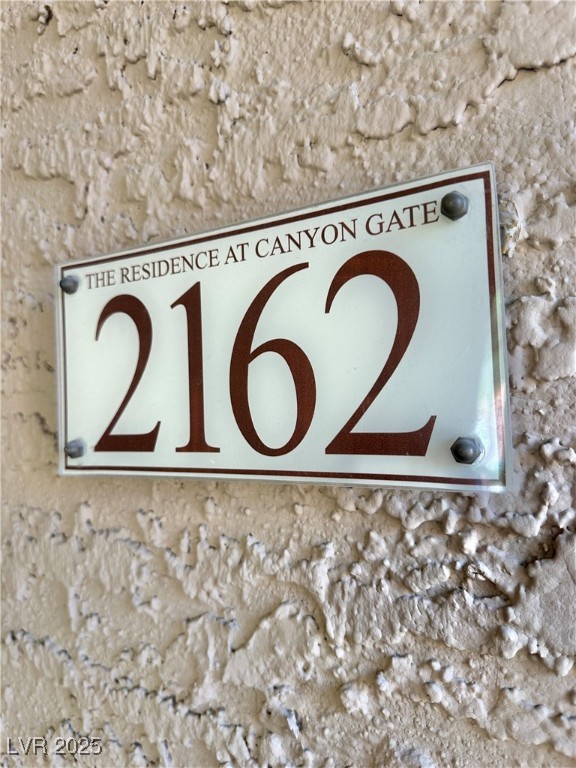 THE RESIDENCE AT CANYON GATE
2162
LVR 2025